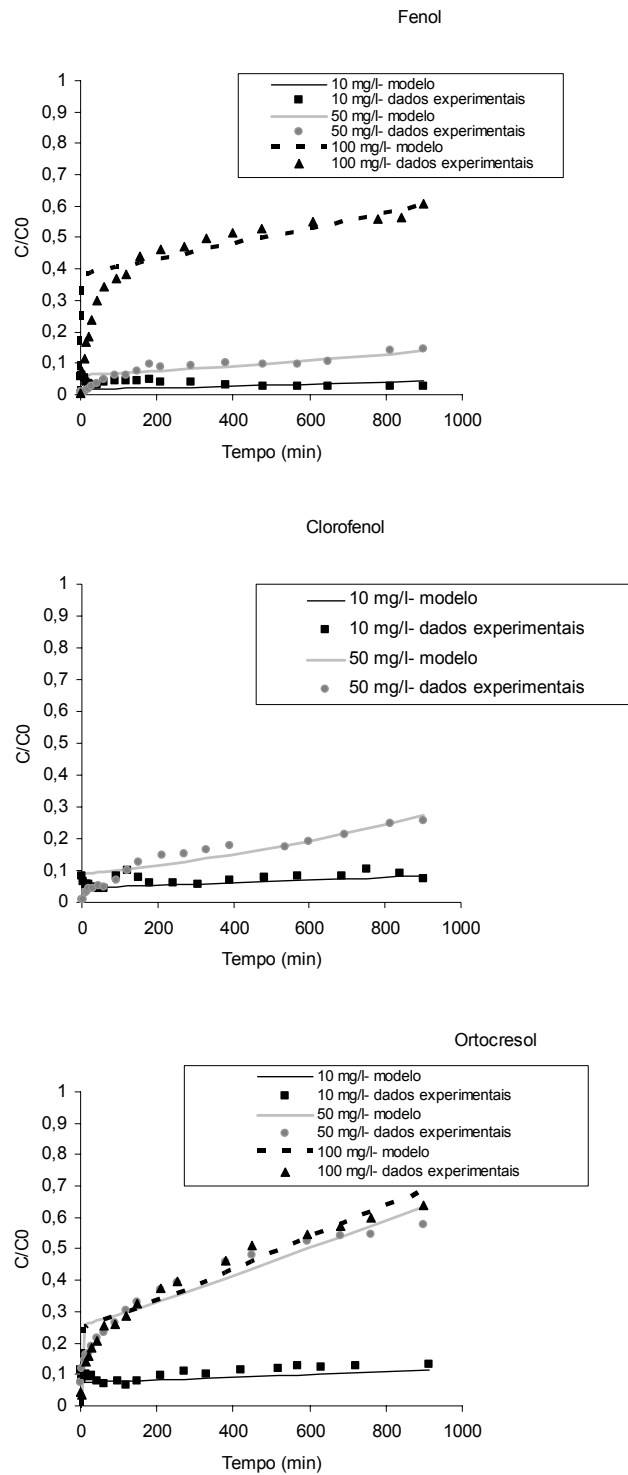 Fenol
10 mg/l- modelo
10 mg/l- dados experimentais
50 mg/l- modelo
50 mg/l- dados experimentais
100 mg/l- modelo
100 mg/l- dados experimentais
C/C0
1
0,9
0,8
0,7
0,6
0,5
0,4
0,3
0,2
0,1
0
0 200 400 600 800 1000
Tempo (min)
Clorofenol
10 mg/l- modelo
10 mg/l- dados experimentais
50 mg/l- modelo
50 mg/l- dados experimentais
C/C0
1
0,9
0,8
0,7
0,6
0,5
0,4
0,3
0,2
0,1
0
0 200 400 600 800 1000
Tempo (min)
Ortocresol
10 mg/l- modelo
10 mg/l- dados experimentais
50 mg/l- modelo
50 mg/l- dados experimentais
100 mg/l- modelo
100 mg/l- dados experimentais
C/C0
1
0,9
0,8
0,7
0,6
0,5
0,4
0,3
0,2
0,1
0
0 200 400 600 800 1000
Tempo (min)